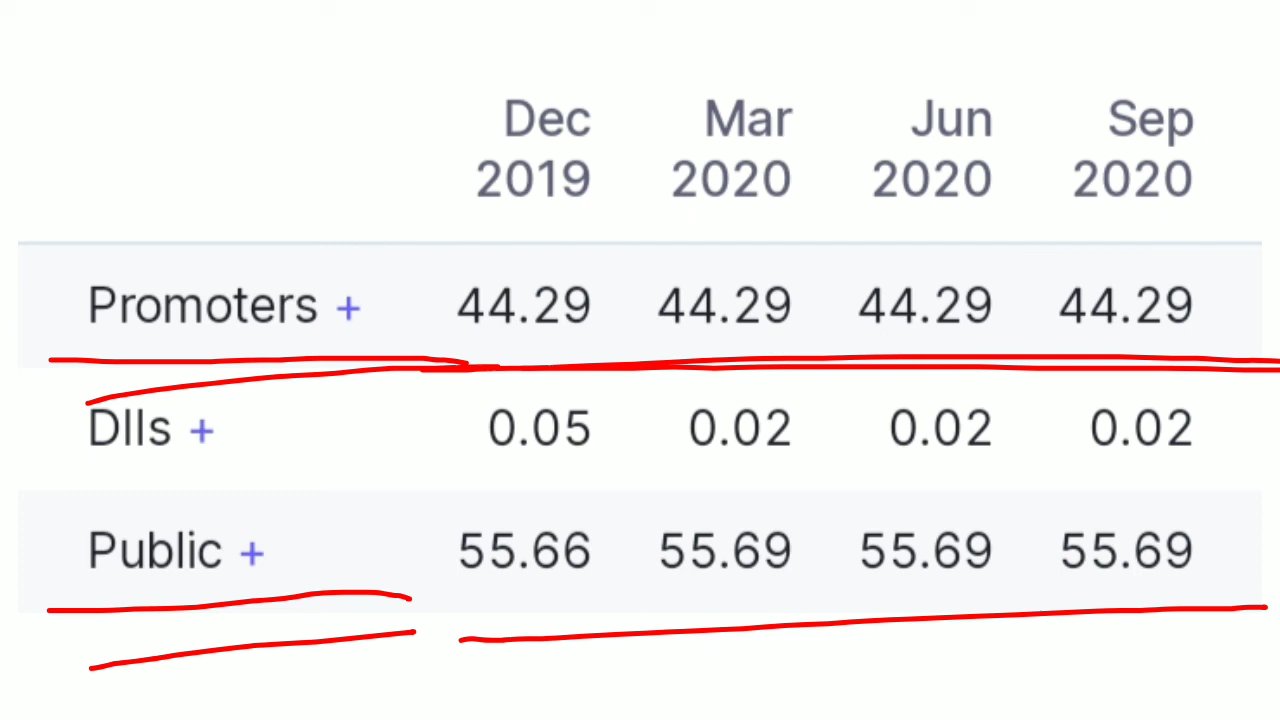 Dec Mar Jun Sep
2019 2020 2020 2020
Promoters + 44.29 44.29 44.29 44.29
DIIs + 0.05 0.02 0.02 0.02
Public + 55.66 55.69 55.69 55.69